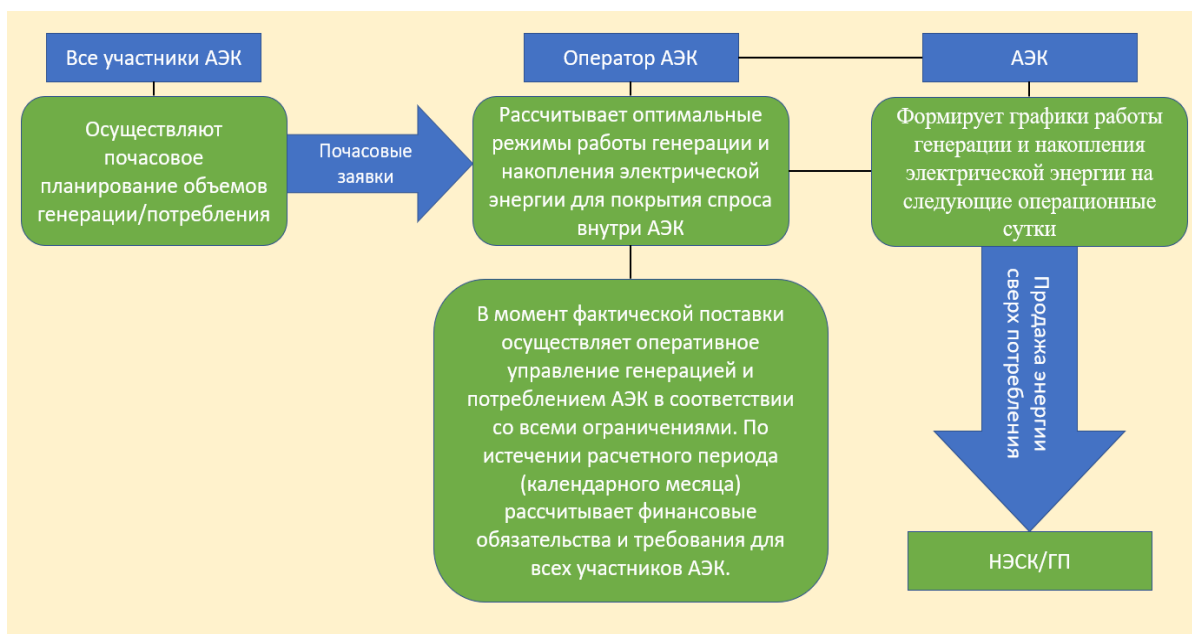 Все участники АЭК
Оператор АЭК
АЭК
Осуществляют
почасовое
планирование объемов
генерации/потребления
Почасовые
заявки
Рассчитывает оптимальные
режимы работы генерации и
накопления электрической
энергии для покрытия спроса
внутри АЭК
Формирует графики работы
генерации и накопления
электрической энергии на
следующие операционные
сутки
В момент фактической поставки
осуществляет оперативное
управление генерацией и
потреблением АЭК в соответствии
со всеми ограничениями. По
истечении расчетного периода
(календарного месяца)
рассчитывает финансовые
обязательства и требования для
всех участников АЭК.
Продажа энергии
сверх потребления
НЭСК/ГП